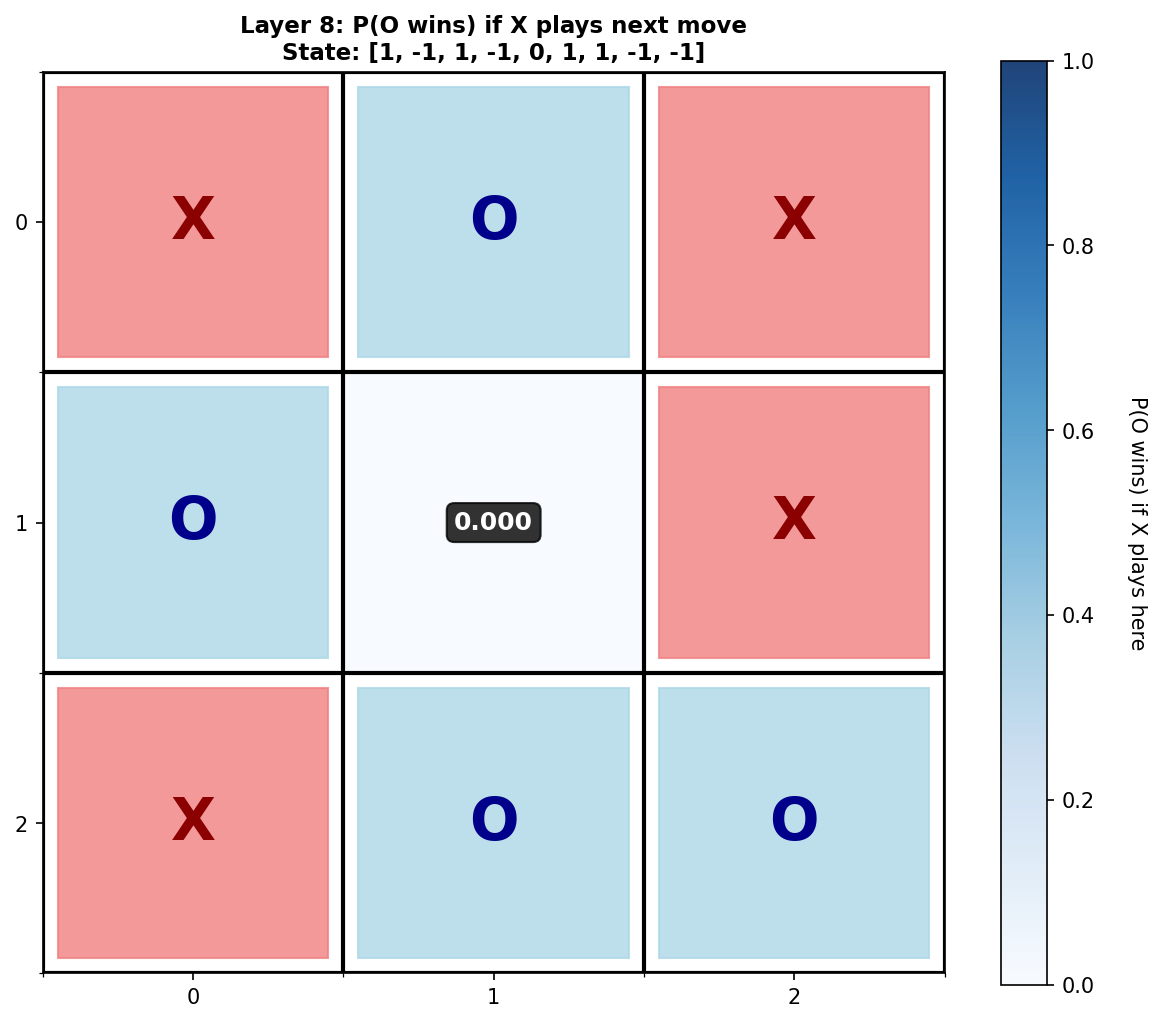 Layer 8: P(O wins) if X plays next move
State: [1, -1, 1, -1, 0, 1, 1, -1, -1]
X
O
X
O
0.000
X
X
O
O
0
1
2
0
1
2
1.0
0.8
0.6
0.4
0.2
0.0
P(O wins) if X plays here